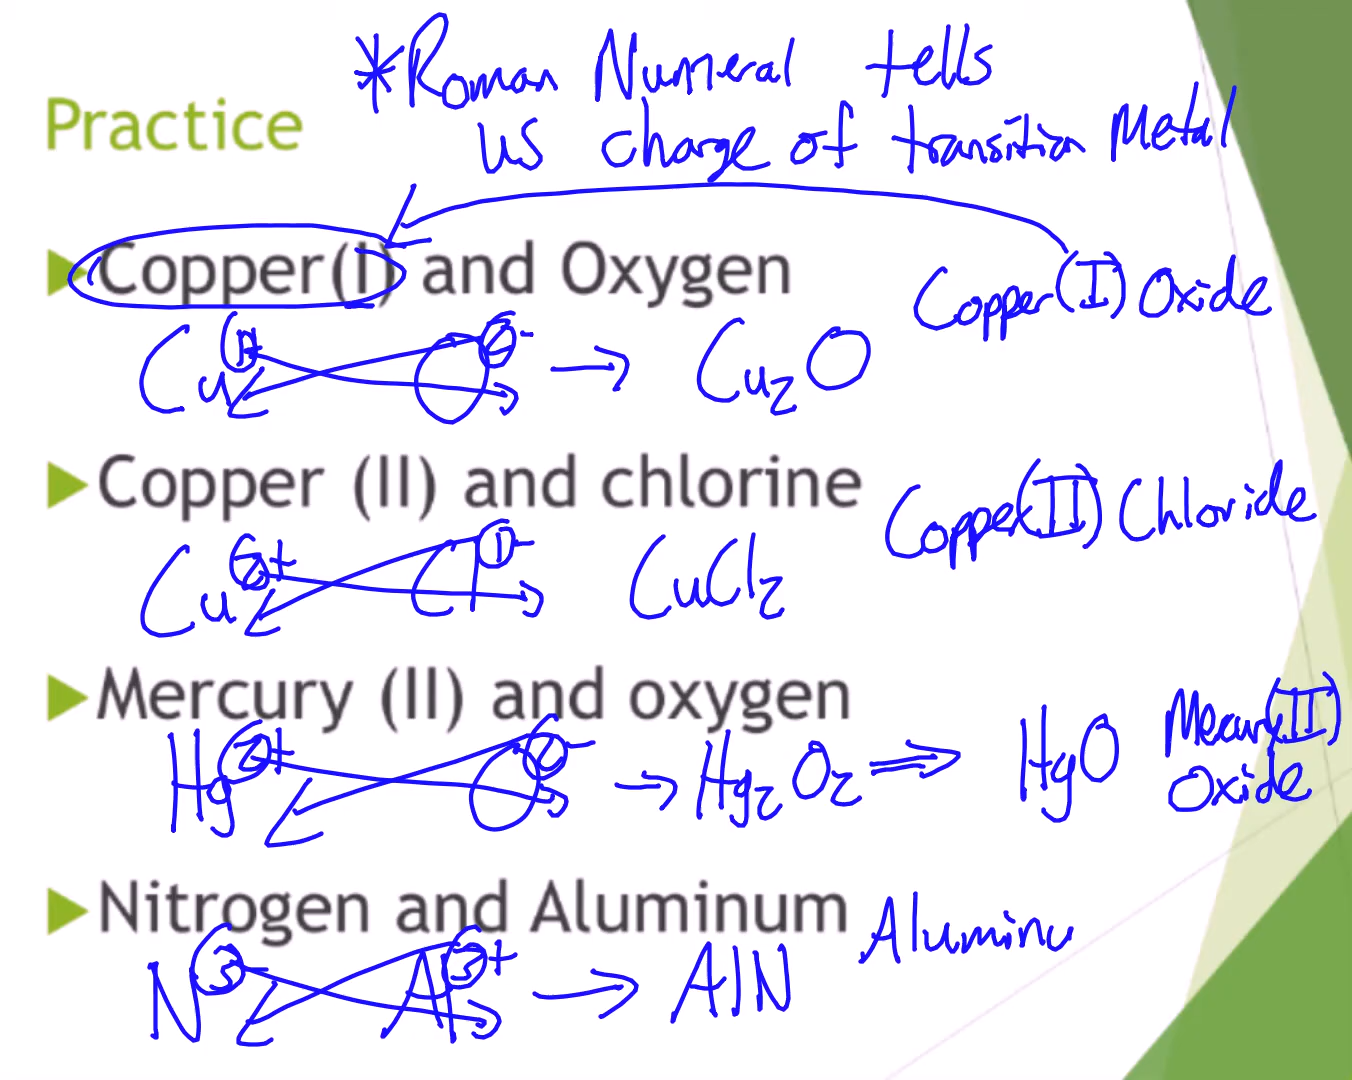 *Roman Numeral tells
Practice
us charge of transition Metal
Copper(I) and Oxygen
Copper(I) Oxide
Cu 1+ O 2- → Cu2O
Copper (II) and chlorine
Copper(II) Chloride
Cu 2+ Cl 1- CuCl2
Mercury (II) and oxygen
Mercury(II)
Hg 2+ O 2- → Hg2O2 ⇒ HgO
Oxide
Nitrogen and Aluminum
Aluminu
N 3- Al 3+ → AlN